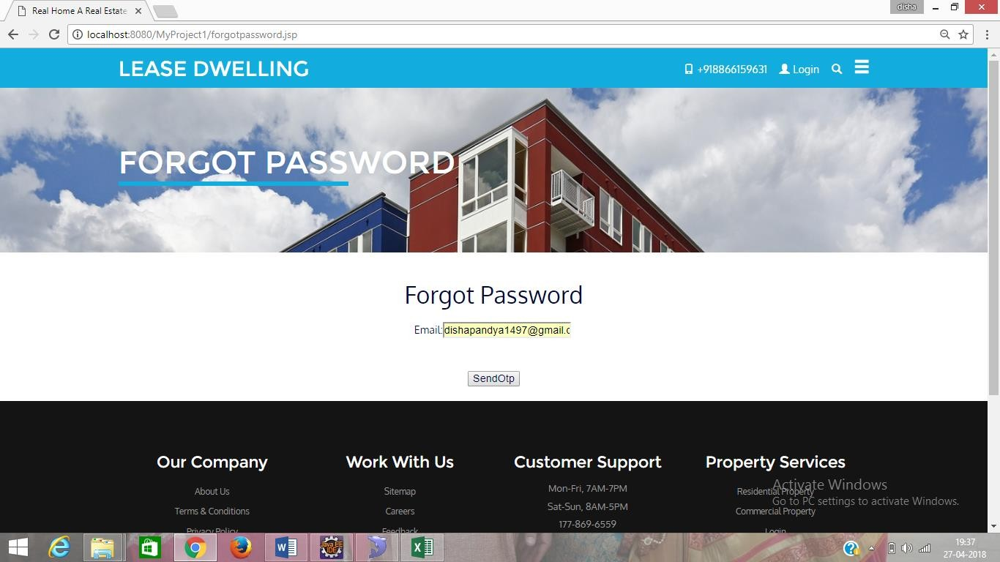 Real Home A Real Estate
disha
localhost:8080/MyProject1/forgotpassword.jsp
LEASE DWELLING
+918866159631 Login
FORGOT PASSWORD
Forgot Password
Email: dishapandya1497@gmail.c
SendOtp
Our Company
About Us
Terms & Conditions
Privacy Policy
Work With Us
Sitemap
Careers
Feedback
Customer Support
Mon-Fri, 7AM-7PM
Sat-Sun, 8AM-5PM
177-869-6559
Property Services
Residential Property
Commercial Property
Login
Activate Windows
Go to PC settings to activate Windows.
Java EE
IDE
19:37
27-04-2018